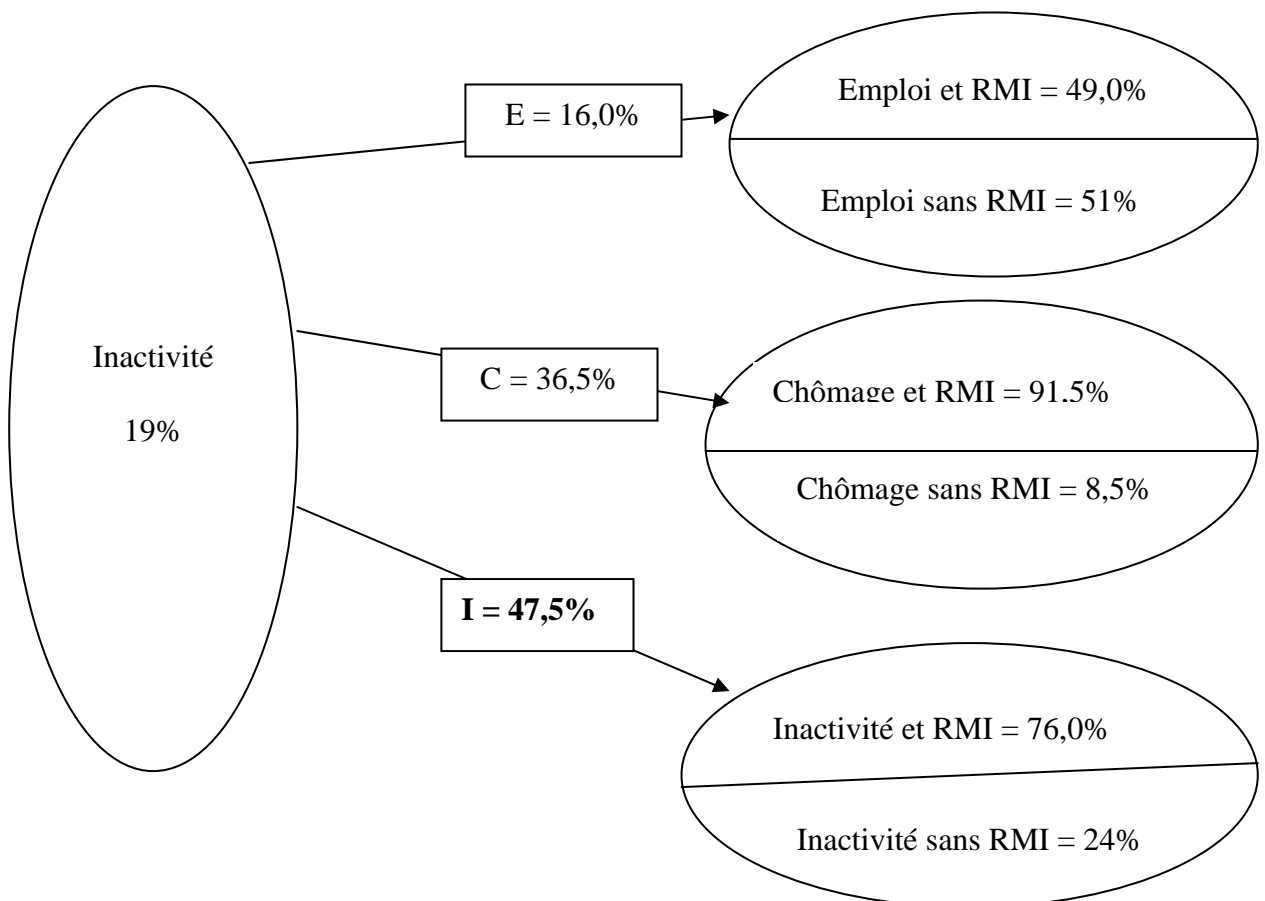 Inactivité
19%
E = 16,0%
Emploi et RMI = 49,0%
Emploi sans RMI = 51%
C = 36,5%
Chômage et RMI = 91,5%
Chômage sans RMI = 8,5%
I = 47,5%
Inactivité et RMI = 76,0%
Inactivité sans RMI = 24%